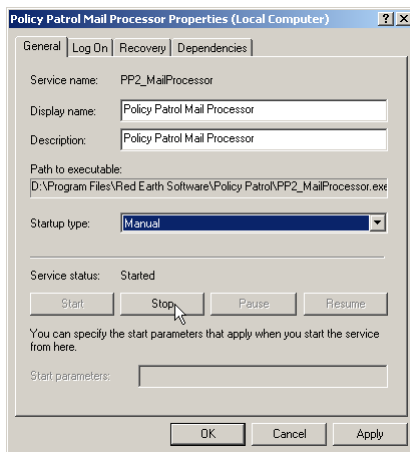 Policy Patrol Mail Processor Properties (Local Computer)
General Log On Recovery Dependencies
Service name: PP2_MailProcessor
Display name: Policy Patrol Mail Processor
Description: Policy Patrol Mail Processor
Path to executable:
D:\Program Files\Red Earth Software\Policy Patrol\PP2_MailProcessor.exe
Startup type: Manual
Service status: Started
Start Stop Pause Resume
You can specify the start parameters that apply when you start the service
from here.
Start parameters:
OK Cancel Apply